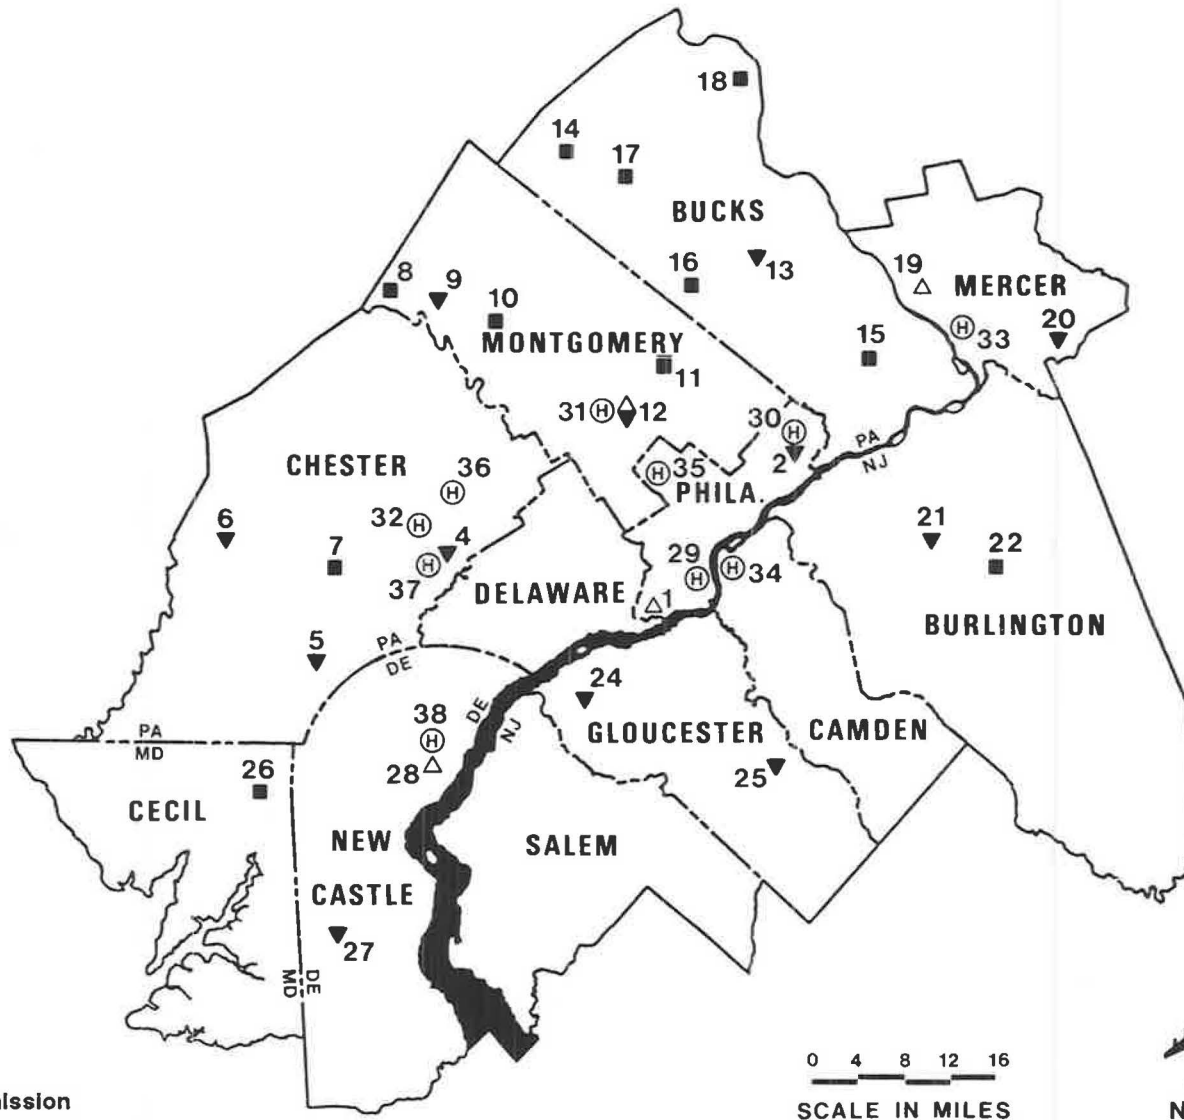 18
14
17
BUCKS
16
13
19
MERCER
8
9
10
MONTGOMERY
15
H
33
20
11
31
H
12
30
H
2
PA
NJ
CHESTER
36
H
H
35
PHILA.
32
H
6
7
4
H
37
21
22
29
H
H
34
DELAWARE
1
BURLINGTON
5
PA
DE
24
38
H
DE
NJ
GLOUCESTER
CAMDEN
PA
MD
28
25
26
CECIL
NEW
CASTLE
SALEM
27
DE
MD
0 4 8 12 16
SCALE IN MILES
ission
N